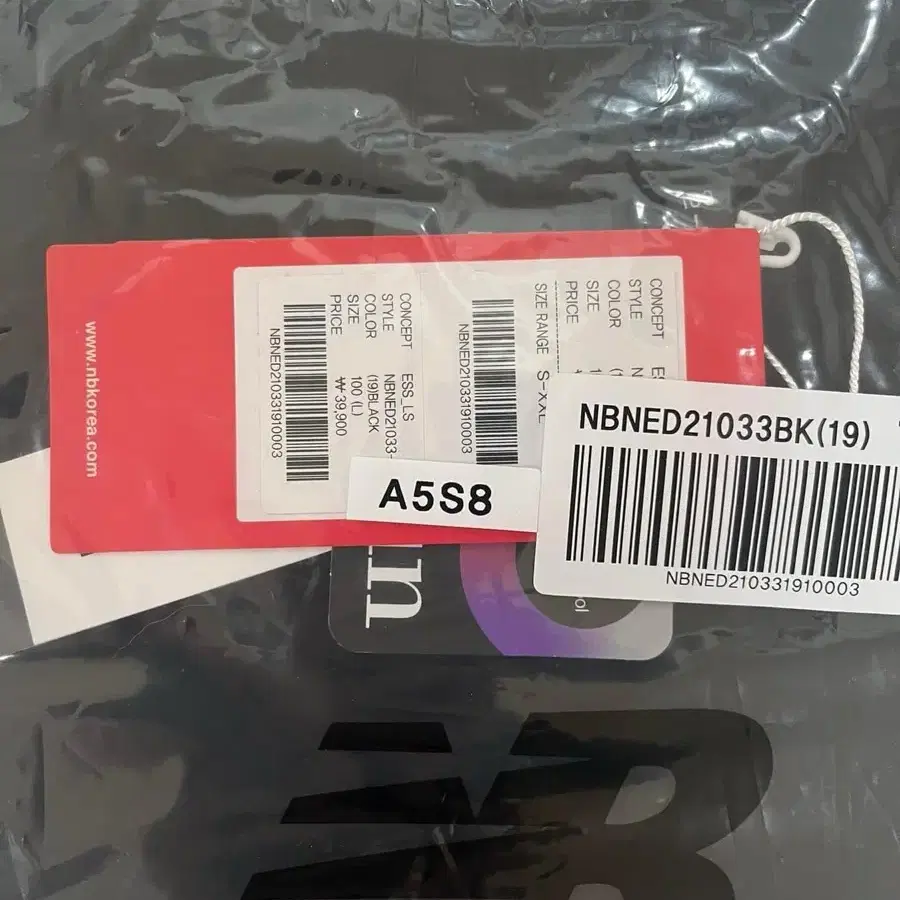 www.nbkorea.com
CONCEPT ESS_LS
STYLE NBNED21033-
COLOR (19)BLACK
SIZE 100 (L)
PRICE ₩ 39,900
NBNED210331910003
CONCEPT
STYLE
COLOR
SIZE
PRICE
SIZE RANGE S-XXL
NBNED210331910003
A5S8
NBNED21033BK(19)
NBNED210331910003